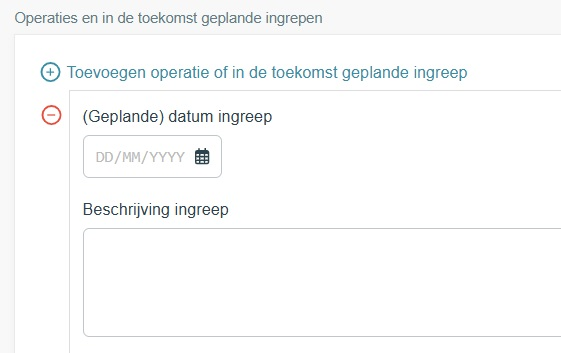 Operaties en in de toekomst geplande ingrepen
Toevoegen operatie of in de toekomst geplande ingreep
(Geplande) datum ingreep
DD/MM/YYYY
Beschrijving ingreep